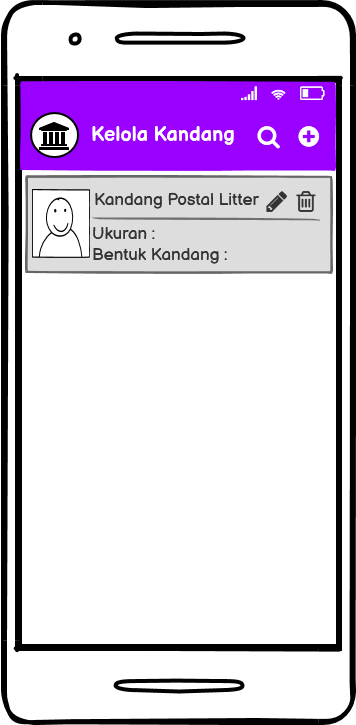 Kelola Kandang
Kandang Postal Litter
Ukuran :
Bentuk Kandang :